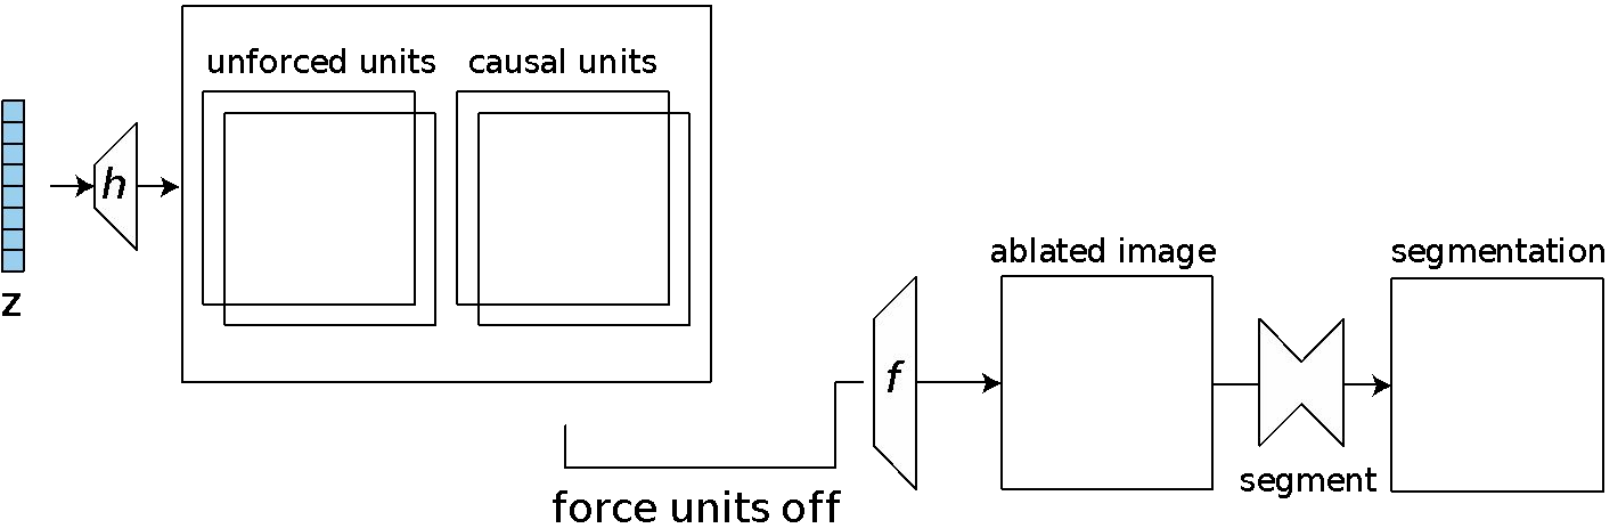 unforced units
causal units
h
z
ablated image
segmentation
f
segment
force units off